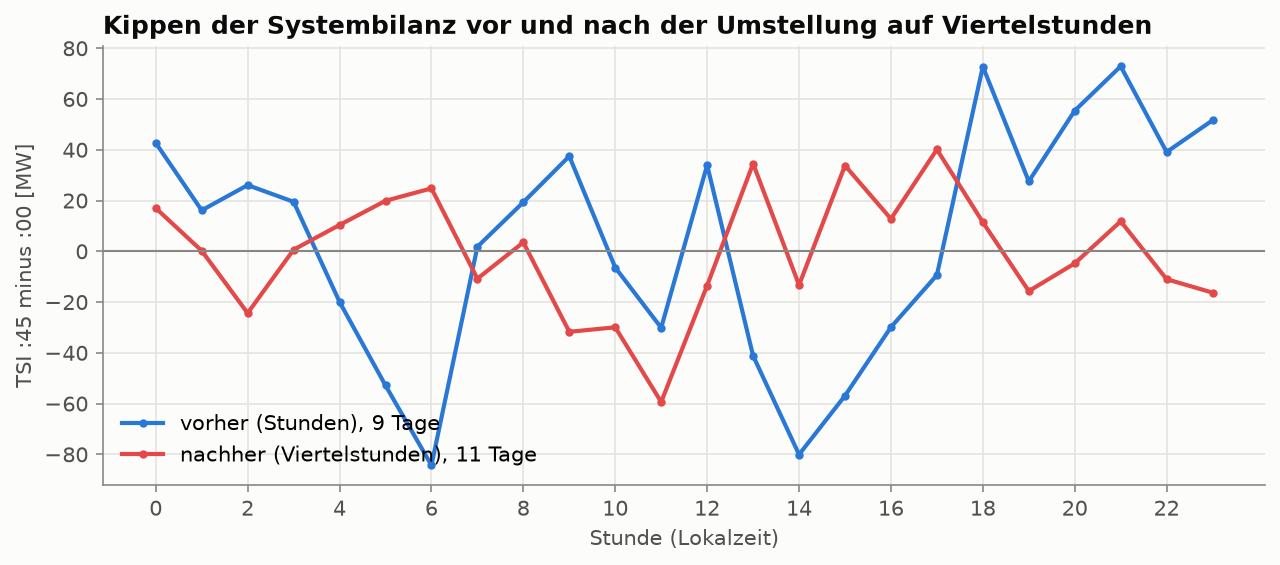 Kippen der Systembilanz vor und nach der Umstellung auf Viertelstunden
TSI :45 minus :00 [MW]
80
60
40
20
0
−20
−40
−60
−80
vorher (Stunden), 9 Tage
nachher (Viertelstunden), 11 Tage
0 2 4 6 8 10 12 14 16 18 20 22
Stunde (Lokalzeit)